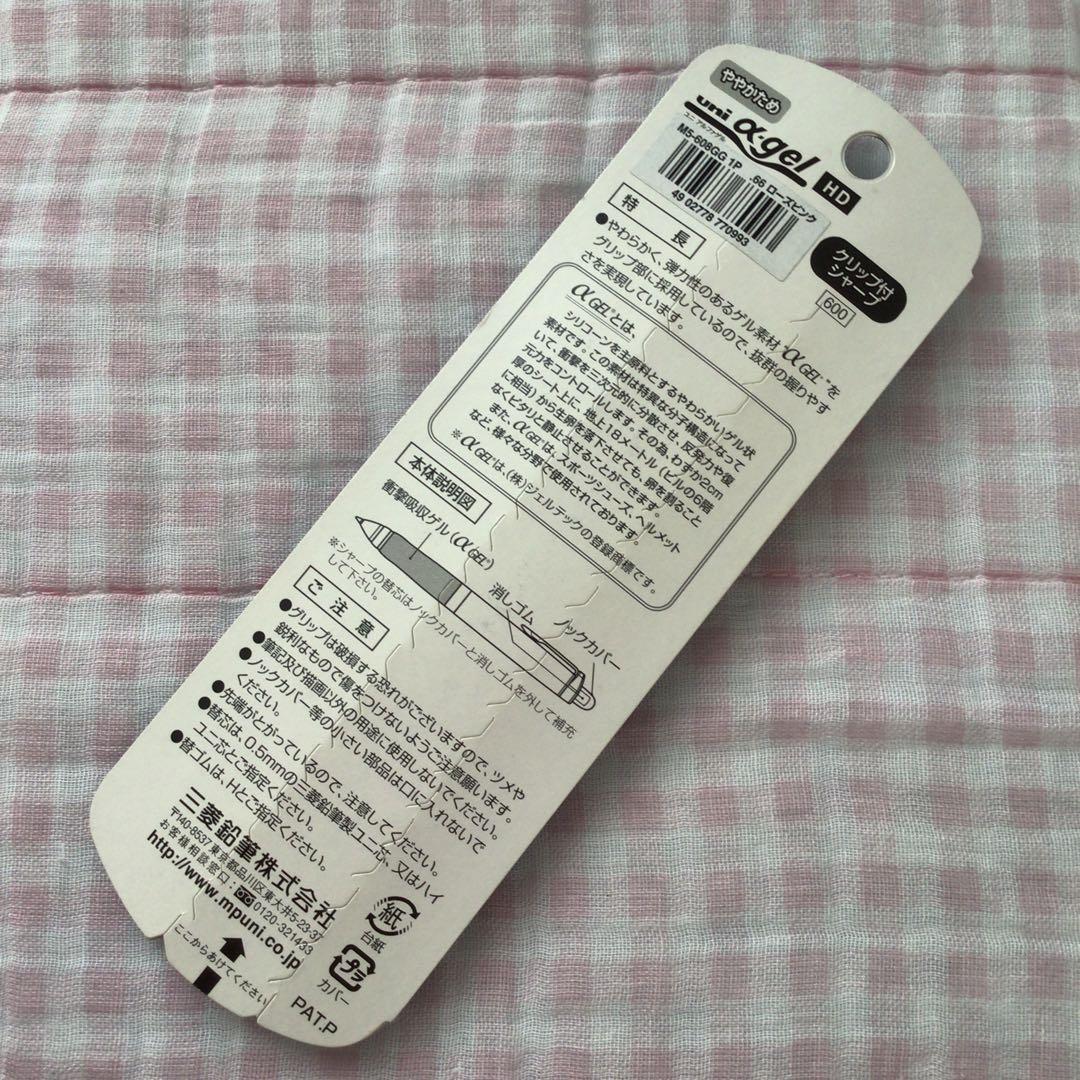 ややかため
uni α·gel HD
ユニ アルファゲル
M5-608GG 1P .66 ローズピンク
49 02778 770993
クリップ付
シャープ
600
特長
●やわらかく、弾力性のあるゲル素材“αGEL”を
グリップ部に採用しているので、抜群の握りやす
さを実現しています。
αGEL®とは、
シリコーンを主原料とするやわらかいゲル状
素材です。この素材は特異な分子構造になって
いて、衝撃を三次元的に分散させ、反発力や復
元力をコントロールします。その為、わずか2cm
厚のシート上に、地上18メートル(ビルの6階
に相当)から生卵を落下させても、卵を割ること
なくピタリと静止させることができます。
また、αGEL®は、スポーツシューズ、ヘルメット
など、様々な分野で使用されております。
※αGEL®は、(株)ジェルテックの登録商標です。
本体説明図
衝撃吸収ゲル(αGEL®)
消しゴム
ノックカバー
※シャープの替芯はノックカバーと消しゴムを外して補充
して下さい。
ご注意
●グリップは破損する恐れがございますので、ツメや
鋭利なもので傷をつけないようご注意願います。
●筆記及び描画以外の用途に使用しないでください。
●ノックカバー等の小さい部品は口に入れないで
ください。
●先端がとがっているので、注意してください。
●替芯は、0.5mmの三菱鉛筆製ユニ芯、又はハイ
ユニ芯とご指定ください。
●替ゴムは、Hとご指定ください。
三菱鉛筆株式会社
〒140-8537 東京都品川区東大井5-23-37
お客様相談窓口:0120-321433
http://www.mpuni.co.jp
紙
台紙
プラ
カバー
ここからあけてください
PAT.P